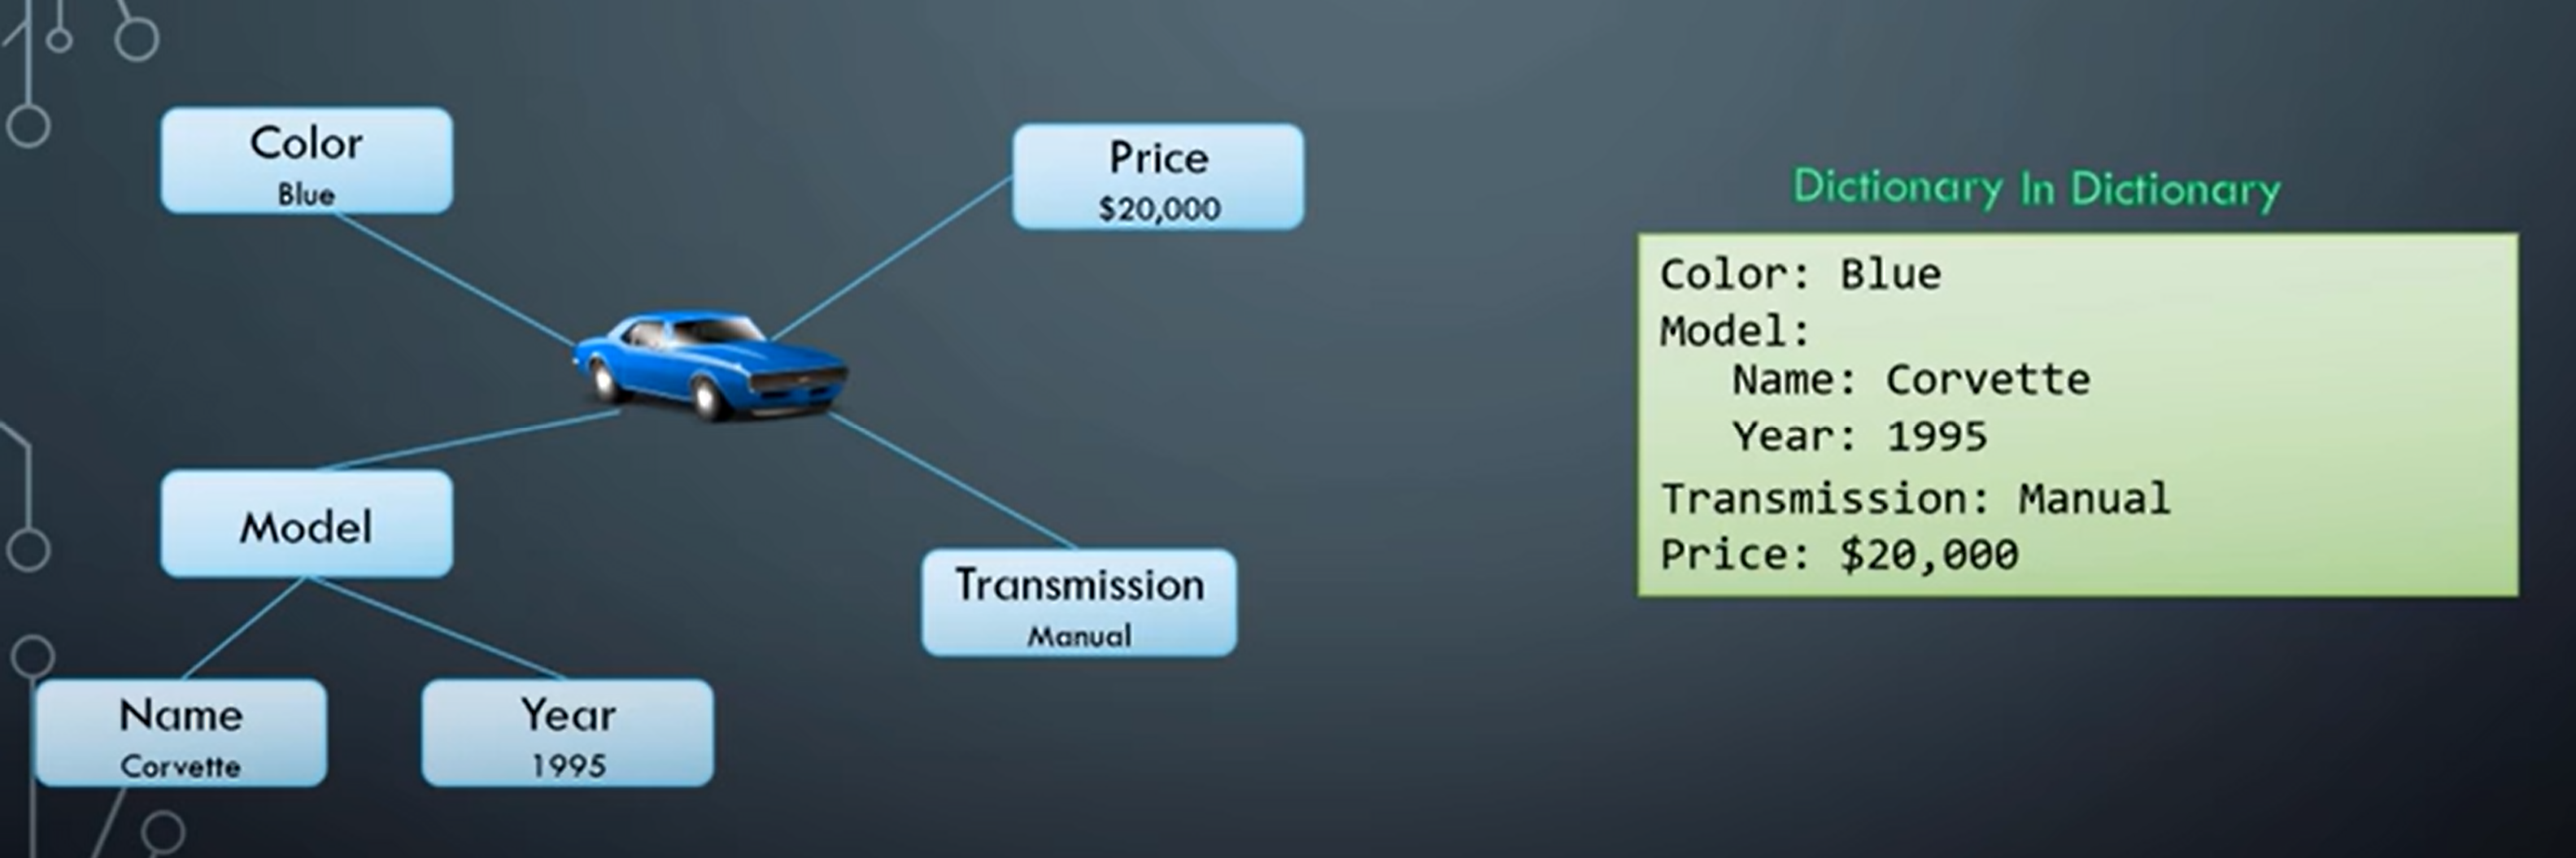 Color
Blue
Price
$20,000
Model
Name
Corvette
Year
1995
Transmission
Manual
Dictionary In Dictionary
Color: Blue
Model:
Name: Corvette
Year: 1995
Transmission: Manual
Price: $20,000